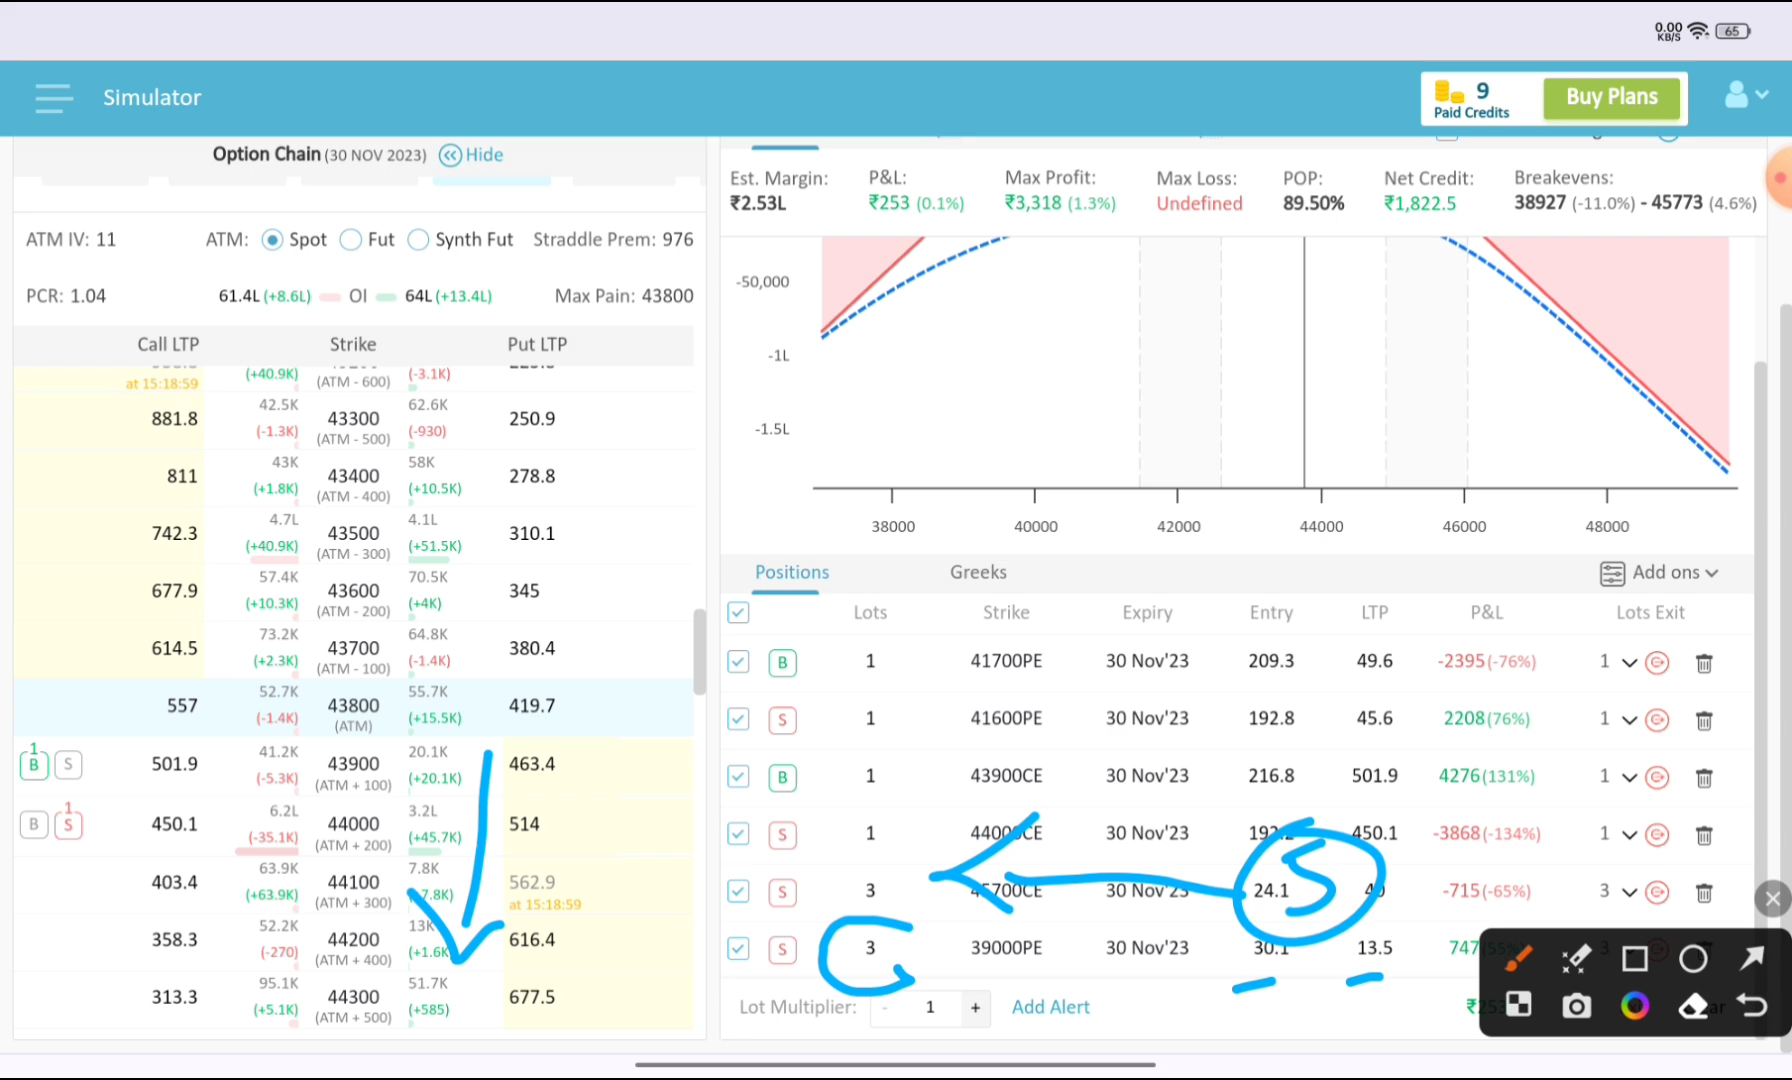 0.00 KB/S 65
Simulator
9 Paid Credits
Buy Plans
Option Chain (30 NOV 2023) Hide
ATM IV: 11 ATM: Spot Fut Synth Fut Straddle Prem: 976
PCR: 1.04 61.4L (+8.6L) OI 64L (+13.4L) Max Pain: 43800
Call LTP Strike Put LTP
at 15:18:59 (+40.9K) (ATM - 600) (-3.1K)
881.8 42.5K (-1.3K) 43300 (ATM - 500) 62.6K (-930) 250.9
811 43K (+1.8K) 43400 (ATM - 400) 58K (+10.5K) 278.8
742.3 4.7L (+40.9K) 43500 (ATM - 300) 4.1L (+51.5K) 310.1
677.9 57.4K (+10.3K) 43600 (ATM - 200) 70.5K (+4K) 345
614.5 73.2K (+2.3K) 43700 (ATM - 100) 64.8K (-1.4K) 380.4
557 52.7K (-1.4K) 43800 (ATM) 55.7K (+15.5K) 419.7
1 B S 501.9 41.2K (-5.3K) 43900 (ATM + 100) 20.1K (+20.1K) 463.4
B 1 S 450.1 6.2L (-35.1K) 44000 (ATM + 200) 3.2L (+45.7K) 514
403.4 63.9K (+63.9K) 44100 (ATM + 300) 7.8K 7.8K) 562.9 at 15:18:59
358.3 52.2K (-270) 44200 (ATM + 400) 13K (+1.6K 616.4
313.3 95.1K (+5.1K) 44300 (ATM + 500) 51.7K (+585) 677.5
Est. Margin: P&L: Max Profit: Max Loss: POP: Net Credit: Breakevens:
₹2.53L ₹253 (0.1%) ₹3,318 (1.3%) Undefined 89.50% ₹1,822.5 38927 (-11.0%) - 45773 (4.6%)
-50,000
-1L
-1.5L
38000 40000 42000 44000 46000 48000
Positions Greeks Add ons
Lots Strike Expiry Entry LTP P&L Lots Exit
B 1 41700PE 30 Nov'23 209.3 49.6 -2395(-76%) 1
S 1 41600PE 30 Nov'23 192.8 45.6 2208(76%) 1
B 1 43900CE 30 Nov'23 216.8 501.9 4276(131%) 1
S 1 44000CE 30 Nov'23 450.1 -3868(-134%) 1
S 3 45700CE 30 Nov'23 24.1 40 -715(-65%) 3
S 3 39000PE 30 Nov'23 30.1 13.5 747
Lot Multiplier: - 1 + Add Alert ₹253